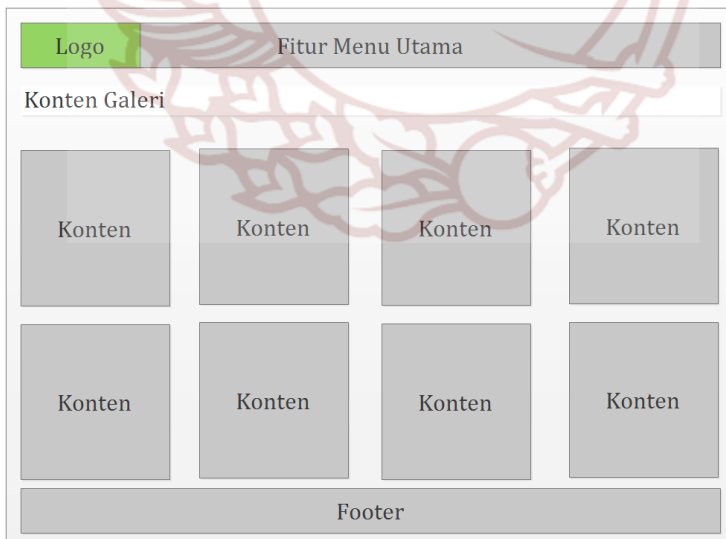 Logo
Fitur Menu Utama
Konten Galeri
Konten
Konten
Konten
Konten
Konten
Konten
Konten
Konten
Footer